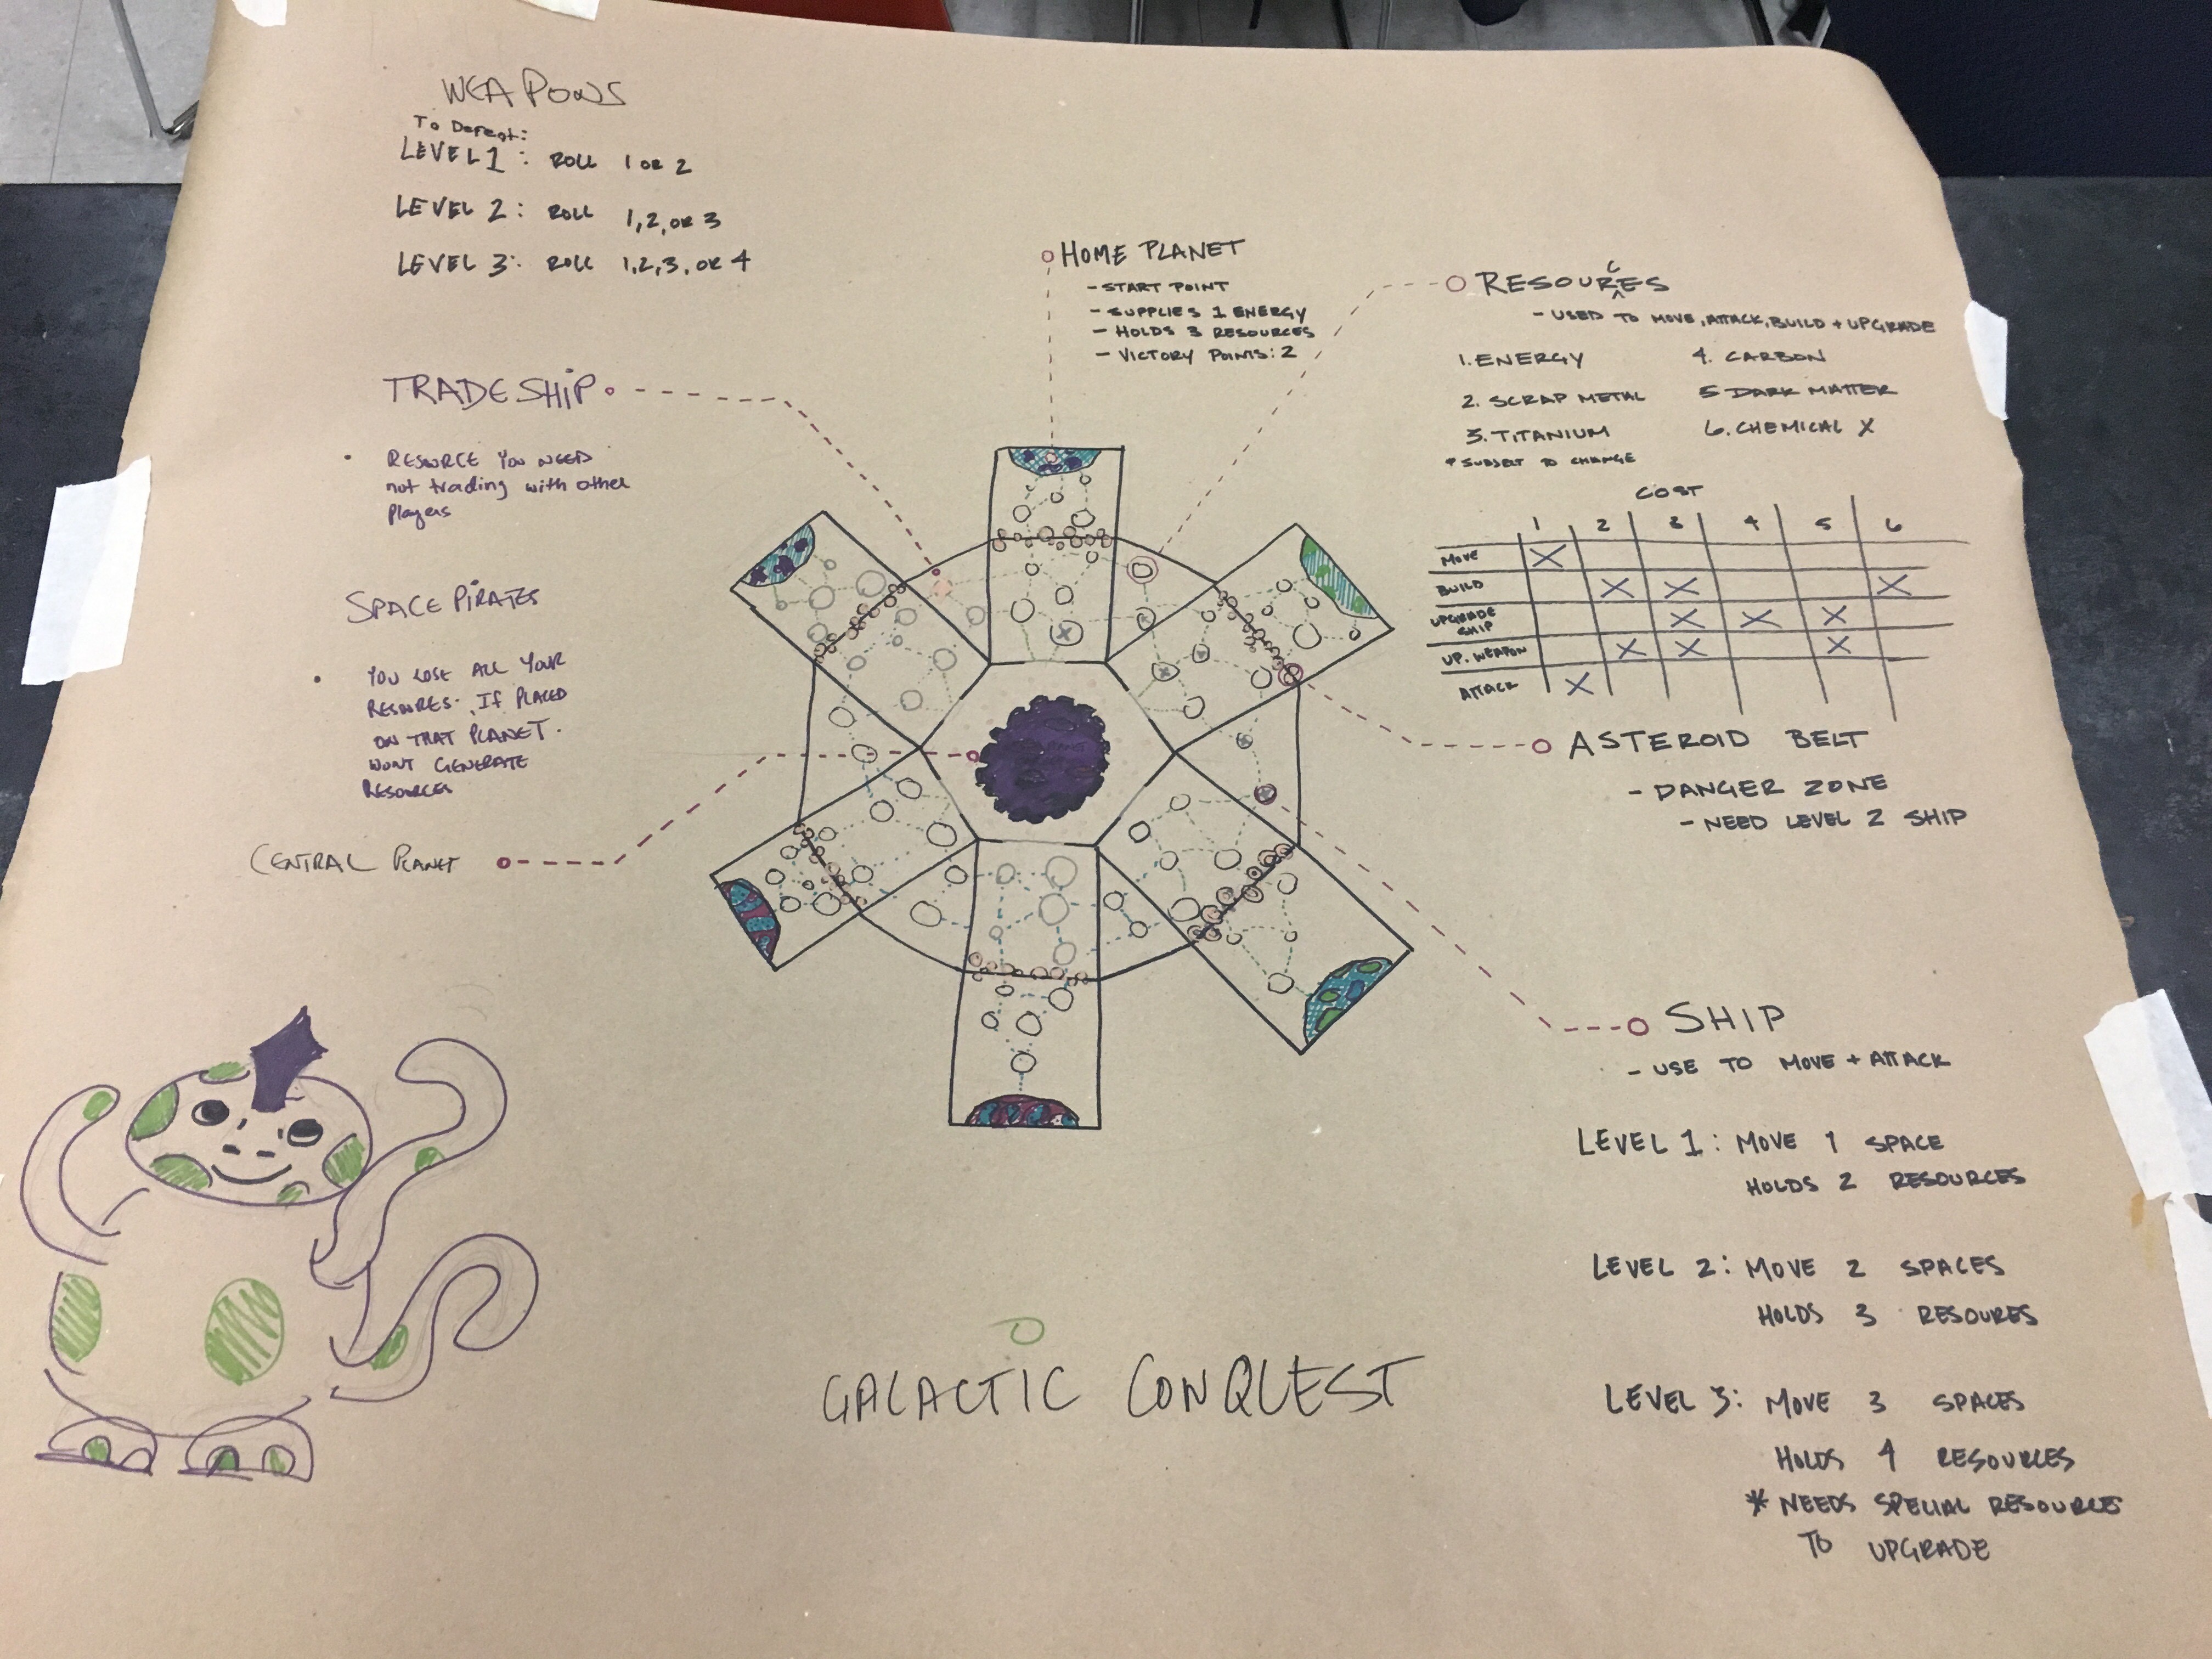 WEAPONS
To Defeat:
LEVEL 1: ROLL 1 OR 2
LEVEL 2: ROLL 1,2, OR 3
LEVEL 3: ROLL 1,2,3, OR 4
TRADESHIP
RESORCE YOU NEED
not trading with other
Players
SPACE PIRATES
YOU LOSE ALL YOUR
RESORES. IF PLACED
ON THAT PLANET.
WONT GENERATE
RESORCES
CENTRAL PLANET
HOME PLANET
- START POINT
- SUPPLIES 1 ENERGY
- HOLDS 3 RESOURCES
- VICTORY POINTS: 2
RESOURCES
- USED TO MOVE, ATTACK, BUILD + UPGRADE
1. ENERGY 4. CARBON
2. SCRAP METAL 5 DARK MATTER
3. TITANIUM 6. CHEMICAL X
* SUBJECT TO CHANGE
COST
1 2 3 4 5 6
MOVE X
BUILD X X X
UPGRADE SHIP X X X
UP. WEAPON X X X
ATTACK X
ASTEROID BELT
- DANGER ZONE
- NEED LEVEL 2 SHIP
SHIP
- USE TO MOVE + ATTACK
LEVEL 1: MOVE 1 SPACE
HOLDS 2 RESOURCES
LEVEL 2: MOVE 2 SPACES
HOLDS 3 RESOURES
LEVEL 3: MOVE 3 SPACES
HOLDS 4 RESOURCES
* NEEDS SPECIAL RESOURCE
TO UPGRADE
GALACTIC CONQUEST